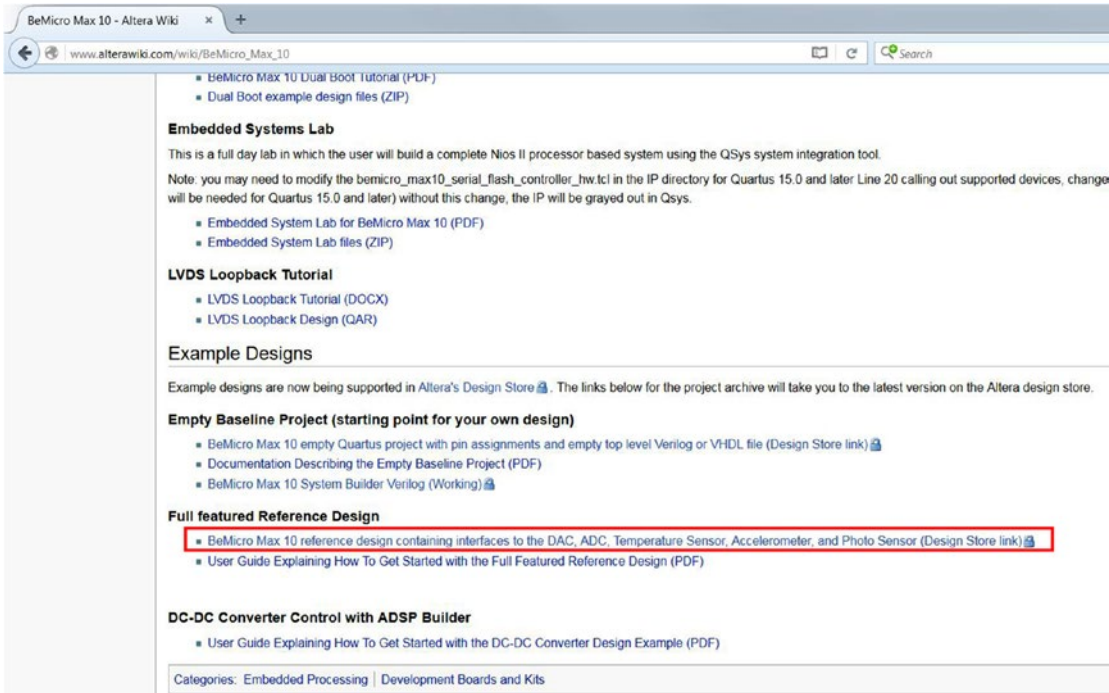 BeMicro Max 10 - Altera Wiki
www.alterawiki.com/wiki/BeMicro_Max_10
Search
BeMicro Max 10 Dual Boot Tutorial (PDF)
Dual Boot example design files (ZIP)
Embedded Systems Lab
This is a full day lab in which the user will build a complete Nios II processor based system using the QSys system integration tool.
Note: you may need to modify the bemicro_max10_serial_flash_controller_hw.tcl in the IP directory for Quartus 15.0 and later Line 20 calling out supported devices, change
will be needed for Quartus 15.0 and later) without this change, the IP will be grayed out in Qsys.
Embedded System Lab for BeMicro Max 10 (PDF)
Embedded System Lab files (ZIP)
LVDS Loopback Tutorial
LVDS Loopback Tutorial (DOCX)
LVDS Loopback Design (QAR)
Example Designs
Example designs are now being supported in Altera's Design Store. The links below for the project archive will take you to the latest version on the Altera design store.
Empty Baseline Project (starting point for your own design)
BeMicro Max 10 empty Quartus project with pin assignments and empty top level Verilog or VHDL file (Design Store link)
Documentation Describing the Empty Baseline Project (PDF)
BeMicro Max 10 System Builder Verilog (Working)
Full featured Reference Design
BeMicro Max 10 reference design containing interfaces to the DAC, ADC, Temperature Sensor, Accelerometer, and Photo Sensor (Design Store link)
User Guide Explaining How To Get Started with the Full Featured Reference Design (PDF)
DC-DC Converter Control with ADSP Builder
User Guide Explaining How To Get Started with the DC-DC Converter Design Example (PDF)
Categories: Embedded Processing | Development Boards and Kits